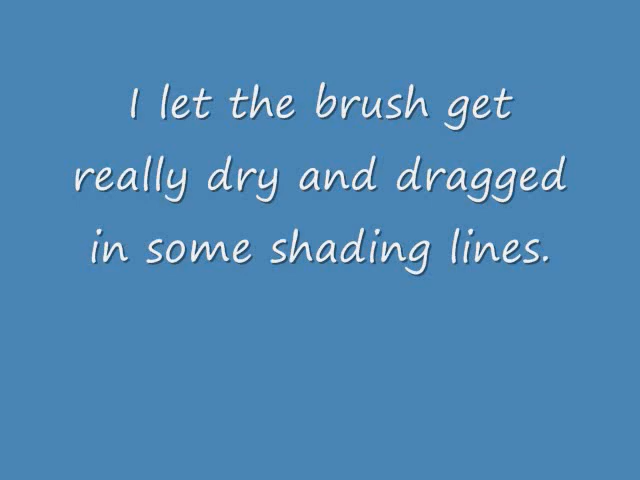 I let the brush get
really dry and dragged
in some shading lines.